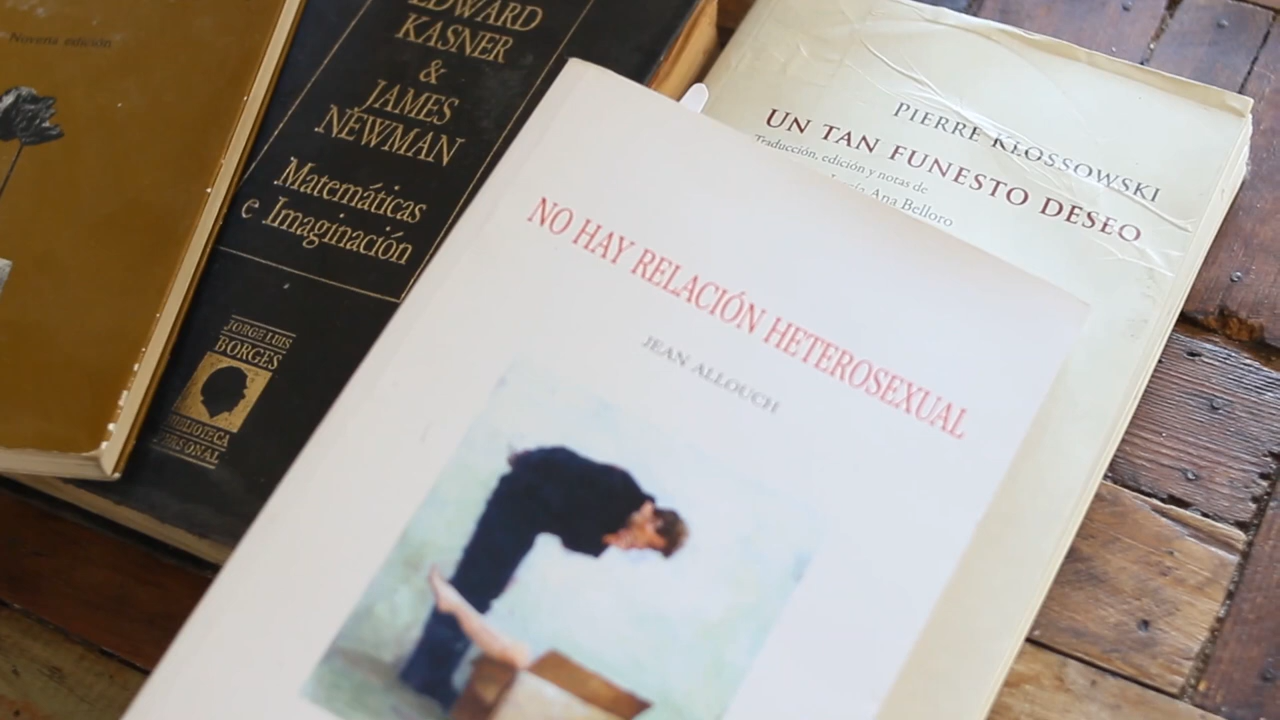 Novena edición
EDWARD
KASNER
&
JAMES
NEWMAN
Matemáticas
e Imaginación
JORGE LUIS
BORGES
BIBLIOTECA
PERSONAL
PIERRE KLOSSOWSKI
UN TAN FUNESTO DESEO
Traducción, edición y notas de
Ana Belloro
NO HAY RELACIÓN HETEROSEXUAL
JEAN ALLOUCH